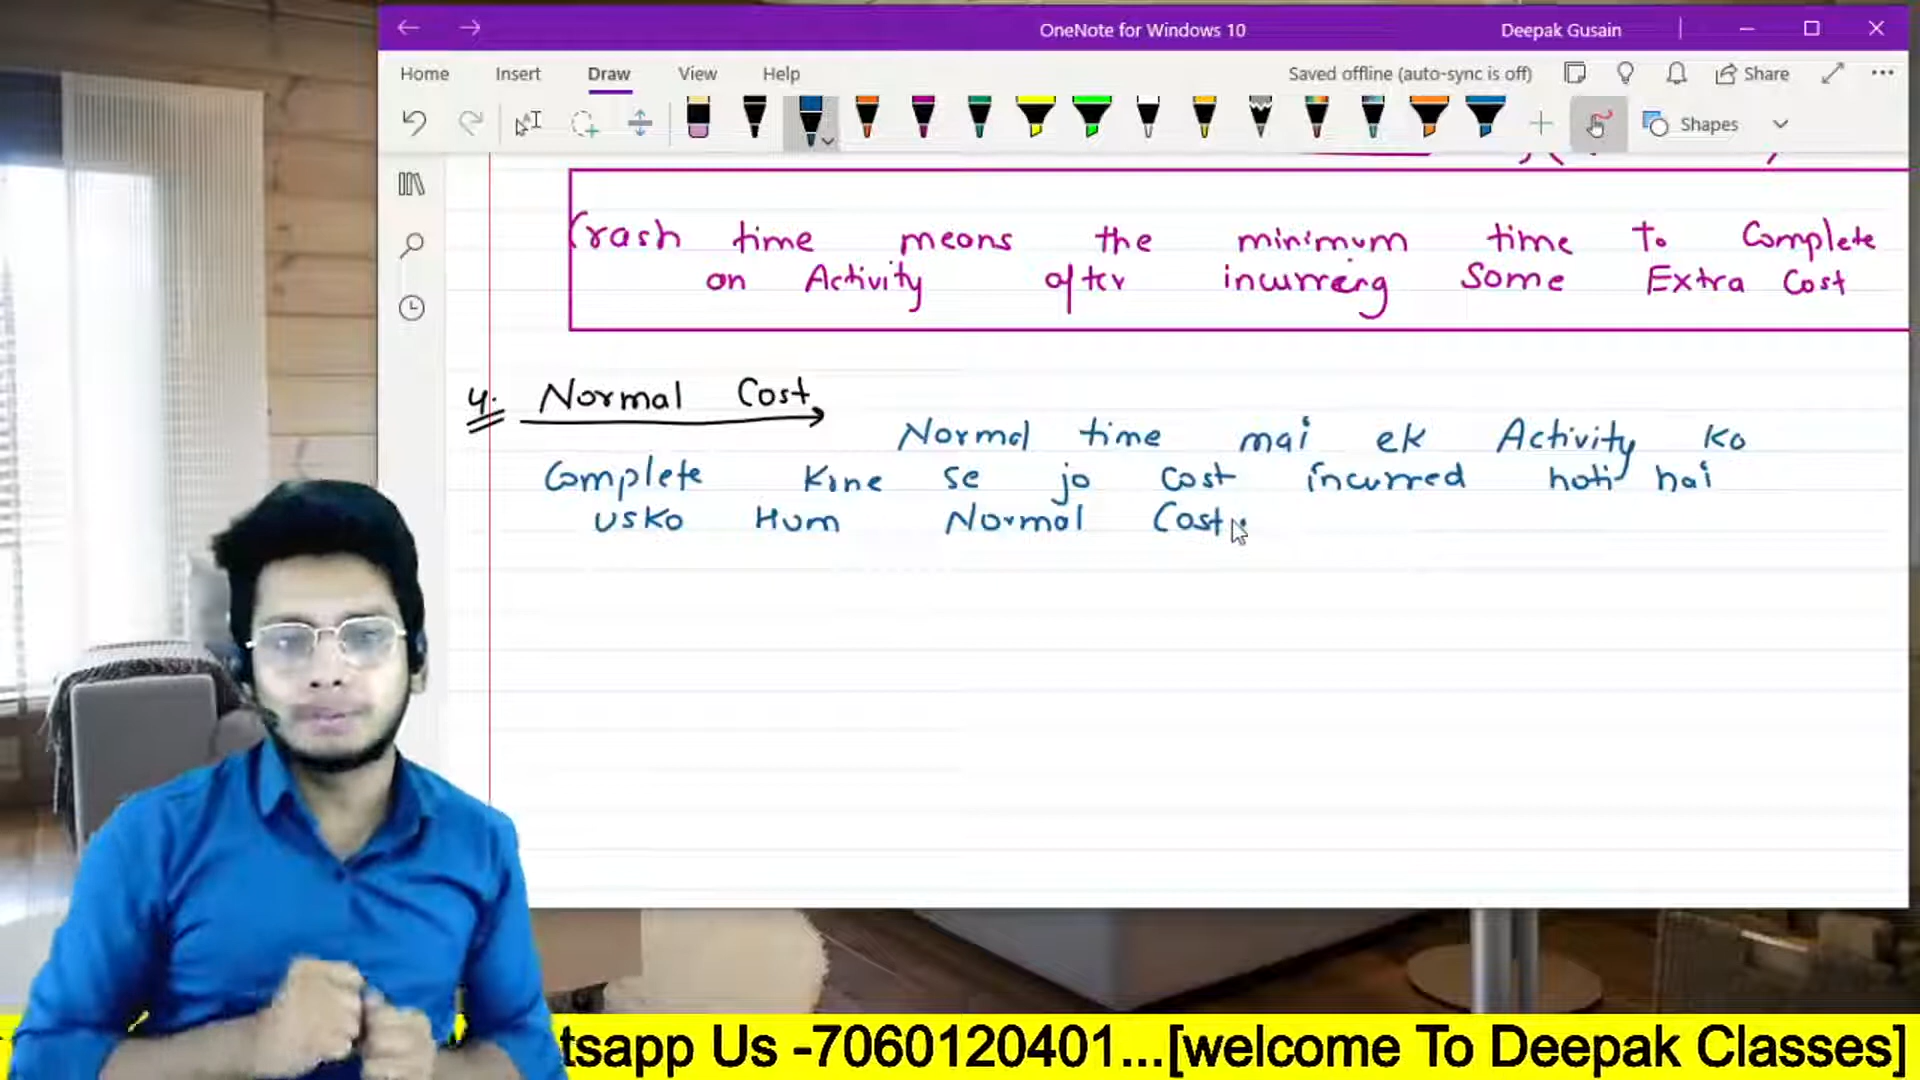 OneNote for Windows 10
Deepak Gusain
Home Insert Draw View Help
Saved offline (auto-sync is off) Share
Shapes
Crash time means the minimum time to Complete
an Activity after incurring Some Extra Cost
4. Normal Cost
Normal time mai ek Activity Ko
Complete Krne se jo Cost incurred hoti hai
usko Hum Normal Cost
tsapp Us -7060120401...[welcome To Deepak Classes]